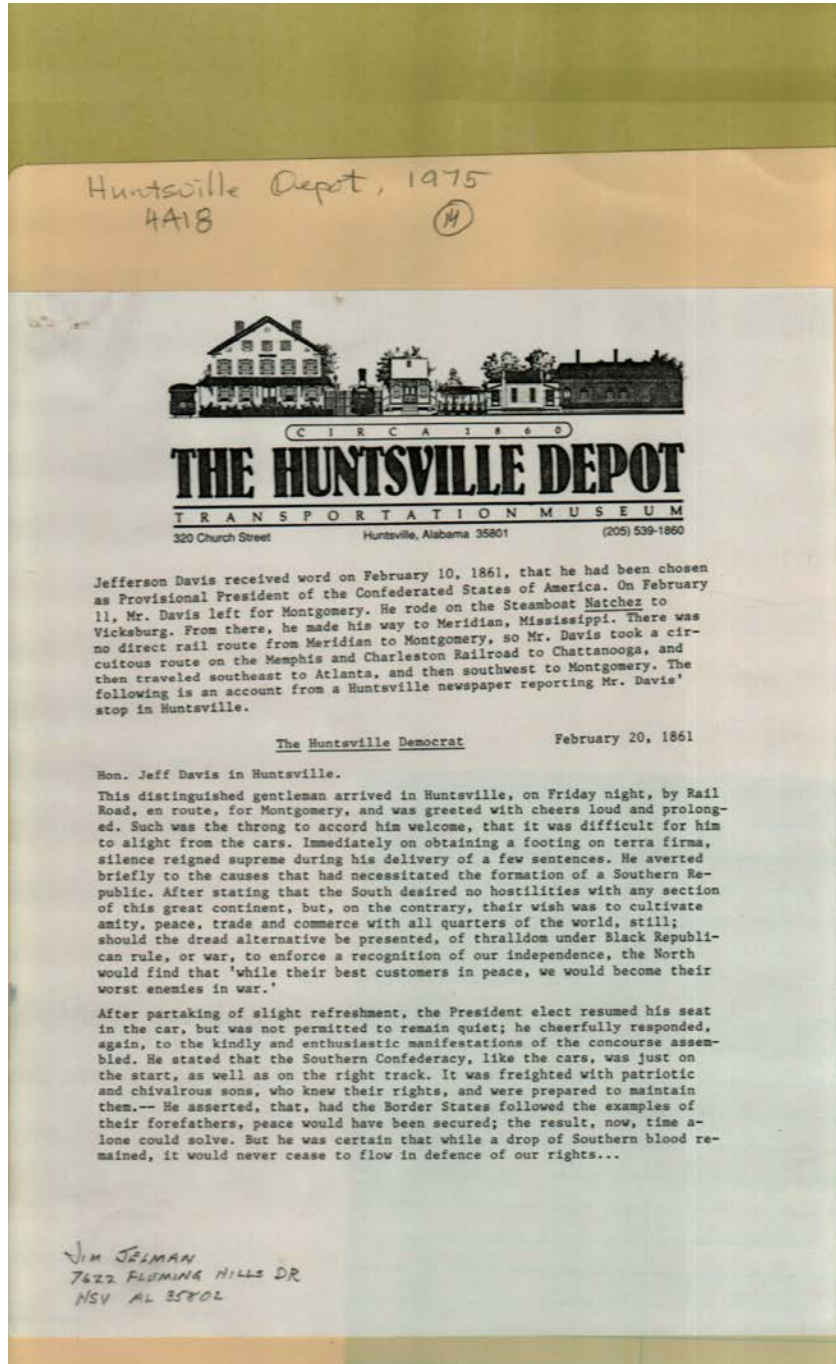 Huntsville Depot, 1975
4A18 M
CIRCA 1860
THE HUNTSVILLE DEPOT
TRANSPORTATION MUSEUM
320 Church Street Huntsville, Alabama 35801 (205) 539-1860
Jefferson Davis received word on February 10, 1861, that he had been chosen
as Provisional President of the Confederated States of America. On February
11, Mr. Davis left for Montgomery. He rode on the Steamboat Natchez to
Vicksburg. From there, he made his way to Meridian, Mississippi. There was
no direct rail route from Meridian to Montgomery, so Mr. Davis took a cir-
cuitous route on the Memphis and Charleston Railroad to Chattanooga, and
then traveled southeast to Atlanta, and then southwest to Montgomery. The
following is an account from a Huntsville newspaper reporting Mr. Davis'
stop in Huntsville.
The Huntsville Democrat February 20, 1861
Hon. Jeff Davis in Huntsville.
This distinguished gentleman arrived in Huntsville, on Friday night, by Rail
Road, en route, for Montgomery, and was greeted with cheers loud and prolong-
ed. Such was the throng to accord him welcome, that it was difficult for him
to alight from the cars. Immediately on obtaining a footing on terra firma,
silence reigned supreme during his delivery of a few sentences. He averted
briefly to the causes that had necessitated the formation of a Southern Re-
public. After stating that the South desired no hostilities with any section
of this great continent, but, on the contrary, their wish was to cultivate
amity, peace, trade and commerce with all quarters of the world, still;
should the dread alternative be presented, of thralldom under Black Republi-
can rule, or war, to enforce a recognition of our independence, the North
would find that 'while their best customers in peace, we would become their
worst enemies in war.'
After partaking of slight refreshment, the President elect resumed his seat
in the car, but was not permitted to remain quiet; he cheerfully responded,
again, to the kindly and enthusiastic manifestations of the concourse assem-
bled. He stated that the Southern Confederacy, like the cars, was just on
the start, as well as on the right track. It was freighted with patriotic
and chivalrous sons, who knew their rights, and were prepared to maintain
them.-- He asserted, that, had the Border States followed the examples of
their forefathers, peace would have been secured; the result, now, time a-
lone could solve. But he was certain that while a drop of Southern blood re-
mained, it would never cease to flow in defence of our rights...
JIM JELMAN
7622 FLEMING HILLS DR
HSV AL 35802